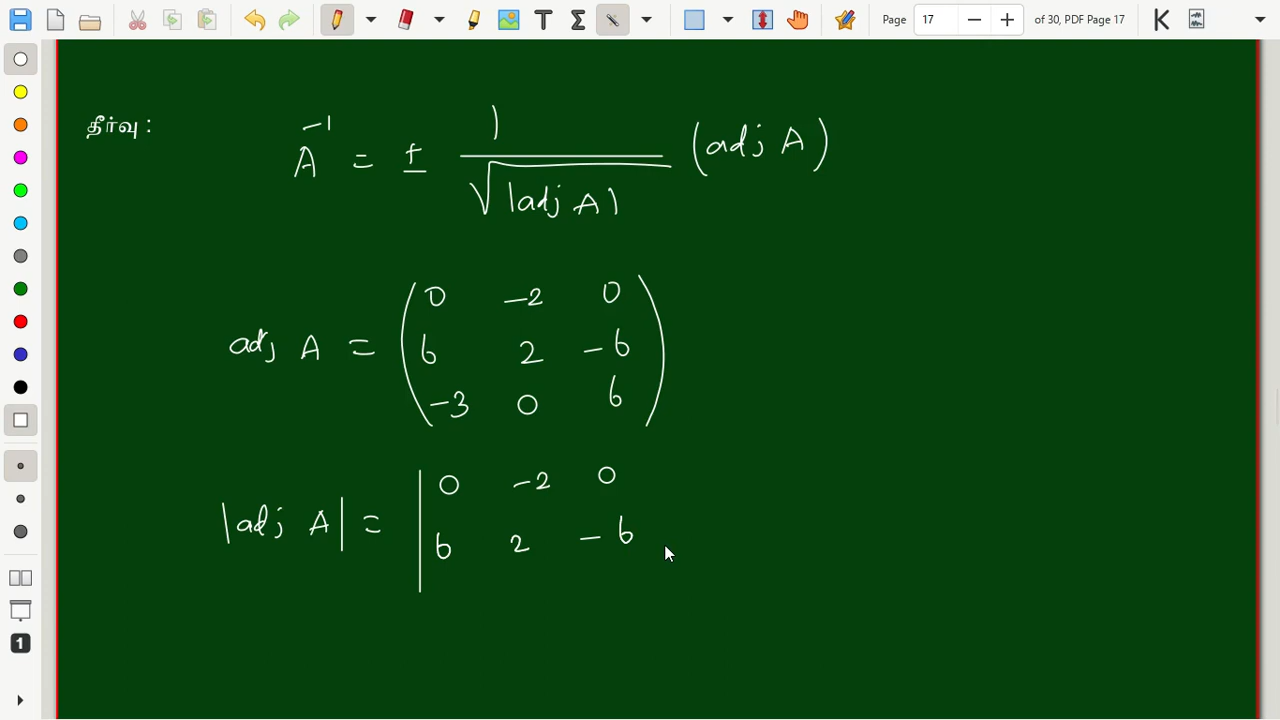 Page 17 of 30, PDF Page 17
தீர்வு :
A⁻¹ = ± 1/√|adj A| (adj A)
adj A = ( 0 -2 0
6 2 -6
-3 0 6 )
|adj A| = | 0 -2 0
6 2 -6
1